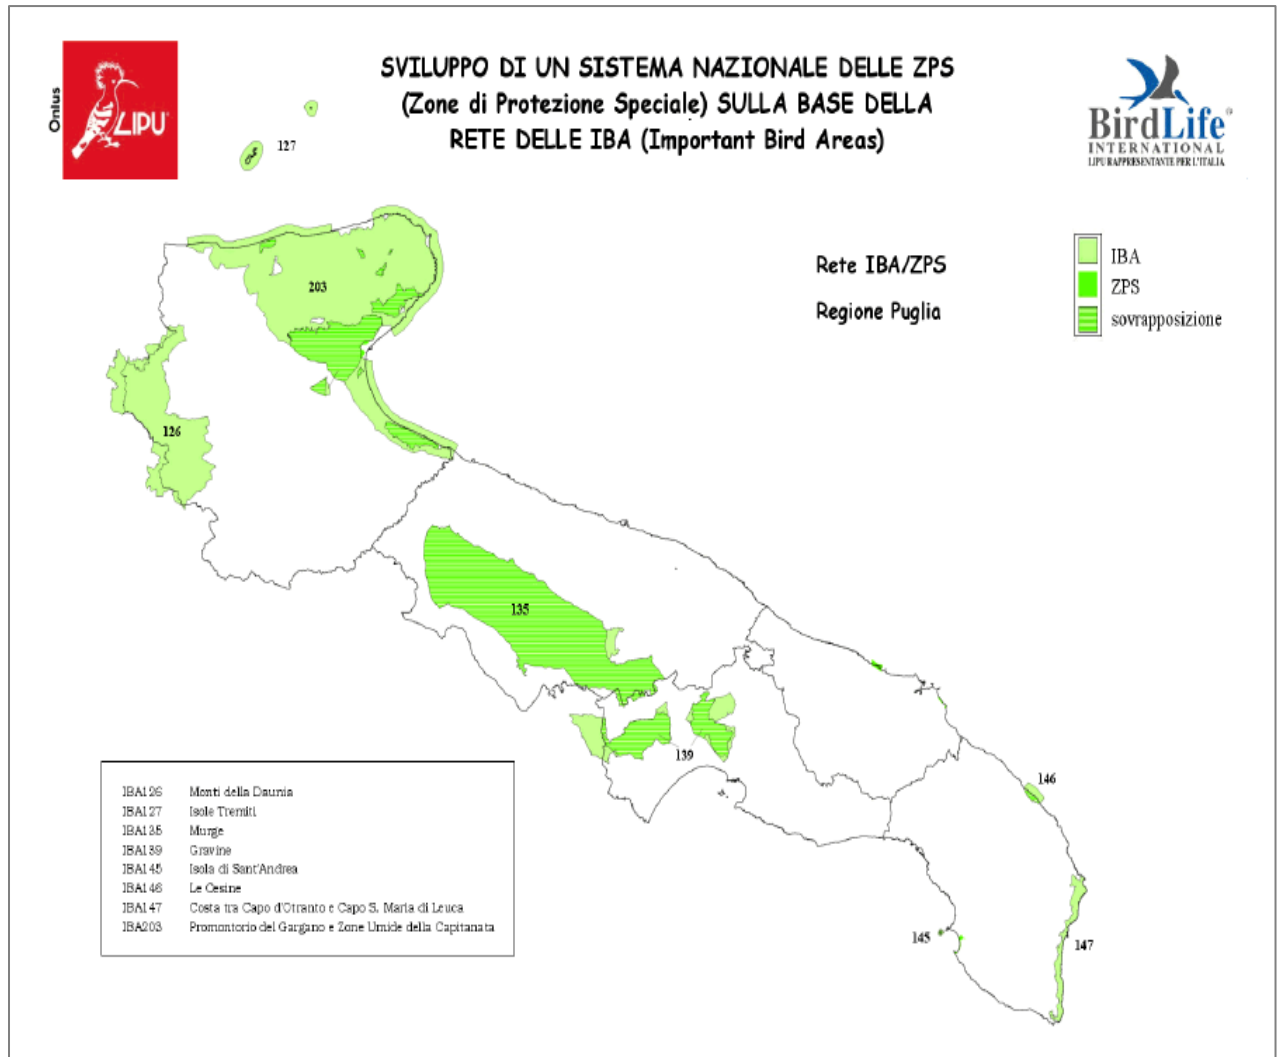 Onlus
LIPU
SVILUPPO DI UN SISTEMA NAZIONALE DELLE ZPS
(Zone di Protezione Speciale) SULLA BASE DELLA
RETE DELLE IBA (Important Bird Areas)
BirdLife®
INTERNATIONAL
LIPU RAPPRESENTANTE PER L'ITALIA
127
Rete IBA/ZPS
Regione Puglia
IBA
ZPS
sovrapposizione
203
126
135
139
146
145
147
IBA126 Monti della Daunia
IBA127 Isole Tremiti
IBA135 Murge
IBA139 Gravine
IBA145 Isola di Sant'Andrea
IBA146 Le Cesine
IBA147 Costa tra Capo d'Otranto e Capo S. Maria di Leuca
IBA203 Promontorio del Gargano e Zone Umide della Capitanata